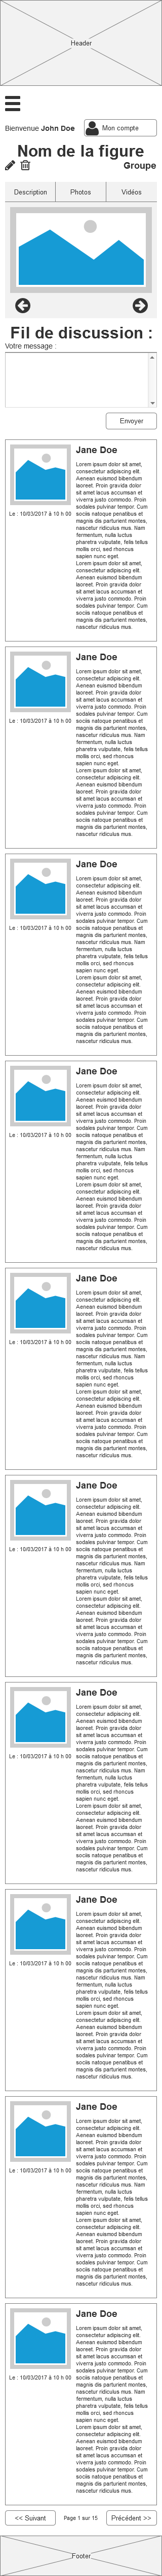 Header
Bienvenue John Doe
Mon compte
Nom de la figure
Groupe
Description
Photos
Vidéos
Fil de discussion :
Votre message :
Envoyer
Jane Doe
Le : 10/03/2017 à 10 h 00
Lorem ipsum dolor sit amet,
consectetur adipiscing elit.
Aenean euismod bibendum
laoreet. Proin gravida dolor
sit amet lacus accumsan et
viverra justo commodo. Proin
sodales pulvinar tempor. Cum
sociis natoque penatibus et
magnis dis parturient montes,
nascetur ridiculus mus. Nam
fermentum, nulla luctus
pharetra vulputate, felis tellus
mollis orci, sed rhoncus
sapien nunc eget.
Lorem ipsum dolor sit amet,
consectetur adipiscing elit.
Aenean euismod bibendum
laoreet. Proin gravida dolor
sit amet lacus accumsan et
viverra justo commodo. Proin
sodales pulvinar tempor. Cum
sociis natoque penatibus et
magnis dis parturient montes,
nascetur ridiculus mus.
Jane Doe
Le : 10/03/2017 à 10 h 00
Lorem ipsum dolor sit amet,
consectetur adipiscing elit.
Aenean euismod bibendum
laoreet. Proin gravida dolor
sit amet lacus accumsan et
viverra justo commodo. Proin
sodales pulvinar tempor. Cum
sociis natoque penatibus et
magnis dis parturient montes,
nascetur ridiculus mus. Nam
fermentum, nulla luctus
pharetra vulputate, felis tellus
mollis orci, sed rhoncus
sapien nunc eget.
Lorem ipsum dolor sit amet,
consectetur adipiscing elit.
Aenean euismod bibendum
laoreet. Proin gravida dolor
sit amet lacus accumsan et
viverra justo commodo. Proin
sodales pulvinar tempor. Cum
sociis natoque penatibus et
magnis dis parturient montes,
nascetur ridiculus mus.
Jane Doe
Le : 10/03/2017 à 10 h 00
Lorem ipsum dolor sit amet,
consectetur adipiscing elit.
Aenean euismod bibendum
laoreet. Proin gravida dolor
sit amet lacus accumsan et
viverra justo commodo. Proin
sodales pulvinar tempor. Cum
sociis natoque penatibus et
magnis dis parturient montes,
nascetur ridiculus mus. Nam
fermentum, nulla luctus
pharetra vulputate, felis tellus
mollis orci, sed rhoncus
sapien nunc eget.
Lorem ipsum dolor sit amet,
consectetur adipiscing elit.
Aenean euismod bibendum
laoreet. Proin gravida dolor
sit amet lacus accumsan et
viverra justo commodo. Proin
sodales pulvinar tempor. Cum
sociis natoque penatibus et
magnis dis parturient montes,
nascetur ridiculus mus.
Jane Doe
Le : 10/03/2017 à 10 h 00
Lorem ipsum dolor sit amet,
consectetur adipiscing elit.
Aenean euismod bibendum
laoreet. Proin gravida dolor
sit amet lacus accumsan et
viverra justo commodo. Proin
sodales pulvinar tempor. Cum
sociis natoque penatibus et
magnis dis parturient montes,
nascetur ridiculus mus. Nam
fermentum, nulla luctus
pharetra vulputate, felis tellus
mollis orci, sed rhoncus
sapien nunc eget.
Lorem ipsum dolor sit amet,
consectetur adipiscing elit.
Aenean euismod bibendum
laoreet. Proin gravida dolor
sit amet lacus accumsan et
viverra justo commodo. Proin
sodales pulvinar tempor. Cum
sociis natoque penatibus et
magnis dis parturient montes,
nascetur ridiculus mus.
Jane Doe
Le : 10/03/2017 à 10 h 00
Lorem ipsum dolor sit amet,
consectetur adipiscing elit.
Aenean euismod bibendum
laoreet. Proin gravida dolor
sit amet lacus accumsan et
viverra justo commodo. Proin
sodales pulvinar tempor. Cum
sociis natoque penatibus et
magnis dis parturient montes,
nascetur ridiculus mus. Nam
fermentum, nulla luctus
pharetra vulputate, felis tellus
mollis orci, sed rhoncus
sapien nunc eget.
Lorem ipsum dolor sit amet,
consectetur adipiscing elit.
Aenean euismod bibendum
laoreet. Proin gravida dolor
sit amet lacus accumsan et
viverra justo commodo. Proin
sodales pulvinar tempor. Cum
sociis natoque penatibus et
magnis dis parturient montes,
nascetur ridiculus mus.
Jane Doe
Le : 10/03/2017 à 10 h 00
Lorem ipsum dolor sit amet,
consectetur adipiscing elit.
Aenean euismod bibendum
laoreet. Proin gravida dolor
sit amet lacus accumsan et
viverra justo commodo. Proin
sodales pulvinar tempor. Cum
sociis natoque penatibus et
magnis dis parturient montes,
nascetur ridiculus mus. Nam
fermentum, nulla luctus
pharetra vulputate, felis tellus
mollis orci, sed rhoncus
sapien nunc eget.
Lorem ipsum dolor sit amet,
consectetur adipiscing elit.
Aenean euismod bibendum
laoreet. Proin gravida dolor
sit amet lacus accumsan et
viverra justo commodo. Proin
sodales pulvinar tempor. Cum
sociis natoque penatibus et
magnis dis parturient montes,
nascetur ridiculus mus.
Jane Doe
Le : 10/03/2017 à 10 h 00
Lorem ipsum dolor sit amet,
consectetur adipiscing elit.
Aenean euismod bibendum
laoreet. Proin gravida dolor
sit amet lacus accumsan et
viverra justo commodo. Proin
sodales pulvinar tempor. Cum
sociis natoque penatibus et
magnis dis parturient montes,
nascetur ridiculus mus. Nam
fermentum, nulla luctus
pharetra vulputate, felis tellus
mollis orci, sed rhoncus
sapien nunc eget.
Lorem ipsum dolor sit amet,
consectetur adipiscing elit.
Aenean euismod bibendum
laoreet. Proin gravida dolor
sit amet lacus accumsan et
viverra justo commodo. Proin
sodales pulvinar tempor. Cum
sociis natoque penatibus et
magnis dis parturient montes,
nascetur ridiculus mus.
Jane Doe
Le : 10/03/2017 à 10 h 00
Lorem ipsum dolor sit amet,
consectetur adipiscing elit.
Aenean euismod bibendum
laoreet. Proin gravida dolor
sit amet lacus accumsan et
viverra justo commodo. Proin
sodales pulvinar tempor. Cum
sociis natoque penatibus et
magnis dis parturient montes,
nascetur ridiculus mus. Nam
fermentum, nulla luctus
pharetra vulputate, felis tellus
mollis orci, sed rhoncus
sapien nunc eget.
Lorem ipsum dolor sit amet,
consectetur adipiscing elit.
Aenean euismod bibendum
laoreet. Proin gravida dolor
sit amet lacus accumsan et
viverra justo commodo. Proin
sodales pulvinar tempor. Cum
sociis natoque penatibus et
magnis dis parturient montes,
nascetur ridiculus mus.
Jane Doe
Le : 10/03/2017 à 10 h 00
Lorem ipsum dolor sit amet,
consectetur adipiscing elit.
Aenean euismod bibendum
laoreet. Proin gravida dolor
sit amet lacus accumsan et
viverra justo commodo. Proin
sodales pulvinar tempor. Cum
sociis natoque penatibus et
magnis dis parturient montes,
nascetur ridiculus mus. Nam
fermentum, nulla luctus
pharetra vulputate, felis tellus
mollis orci, sed rhoncus
sapien nunc eget.
Lorem ipsum dolor sit amet,
consectetur adipiscing elit.
Aenean euismod bibendum
laoreet. Proin gravida dolor
sit amet lacus accumsan et
viverra justo commodo. Proin
sodales pulvinar tempor. Cum
sociis natoque penatibus et
magnis dis parturient montes,
nascetur ridiculus mus.
Jane Doe
Le : 10/03/2017 à 10 h 00
Lorem ipsum dolor sit amet,
consectetur adipiscing elit.
Aenean euismod bibendum
laoreet. Proin gravida dolor
sit amet lacus accumsan et
viverra justo commodo. Proin
sodales pulvinar tempor. Cum
sociis natoque penatibus et
magnis dis parturient montes,
nascetur ridiculus mus. Nam
fermentum, nulla luctus
pharetra vulputate, felis tellus
mollis orci, sed rhoncus
sapien nunc eget.
Lorem ipsum dolor sit amet,
consectetur adipiscing elit.
Aenean euismod bibendum
laoreet. Proin gravida dolor
sit amet lacus accumsan et
viverra justo commodo. Proin
sodales pulvinar tempor. Cum
sociis natoque penatibus et
magnis dis parturient montes,
nascetur ridiculus mus.
<< Suivant
Page 1 sur 15
Précédent >>
Footer